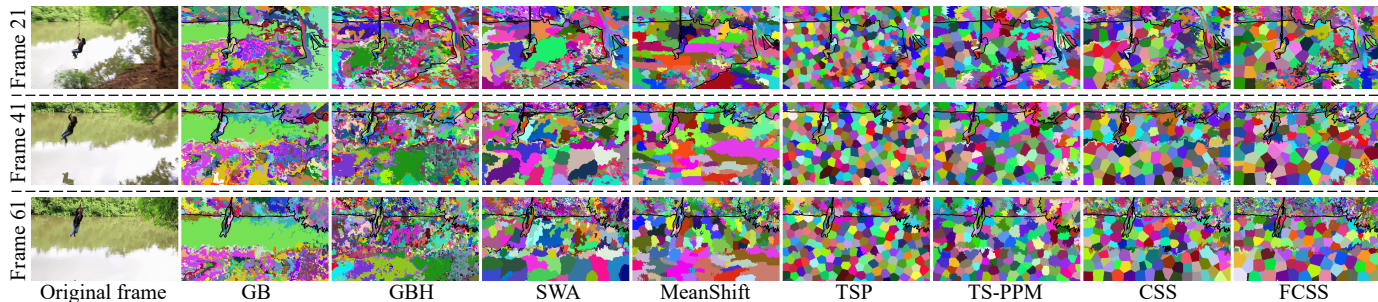 Frame 21
Frame 41
Frame 61
Original frame GB GBH SWA MeanShift TSP TS-PPM CSS FCSS